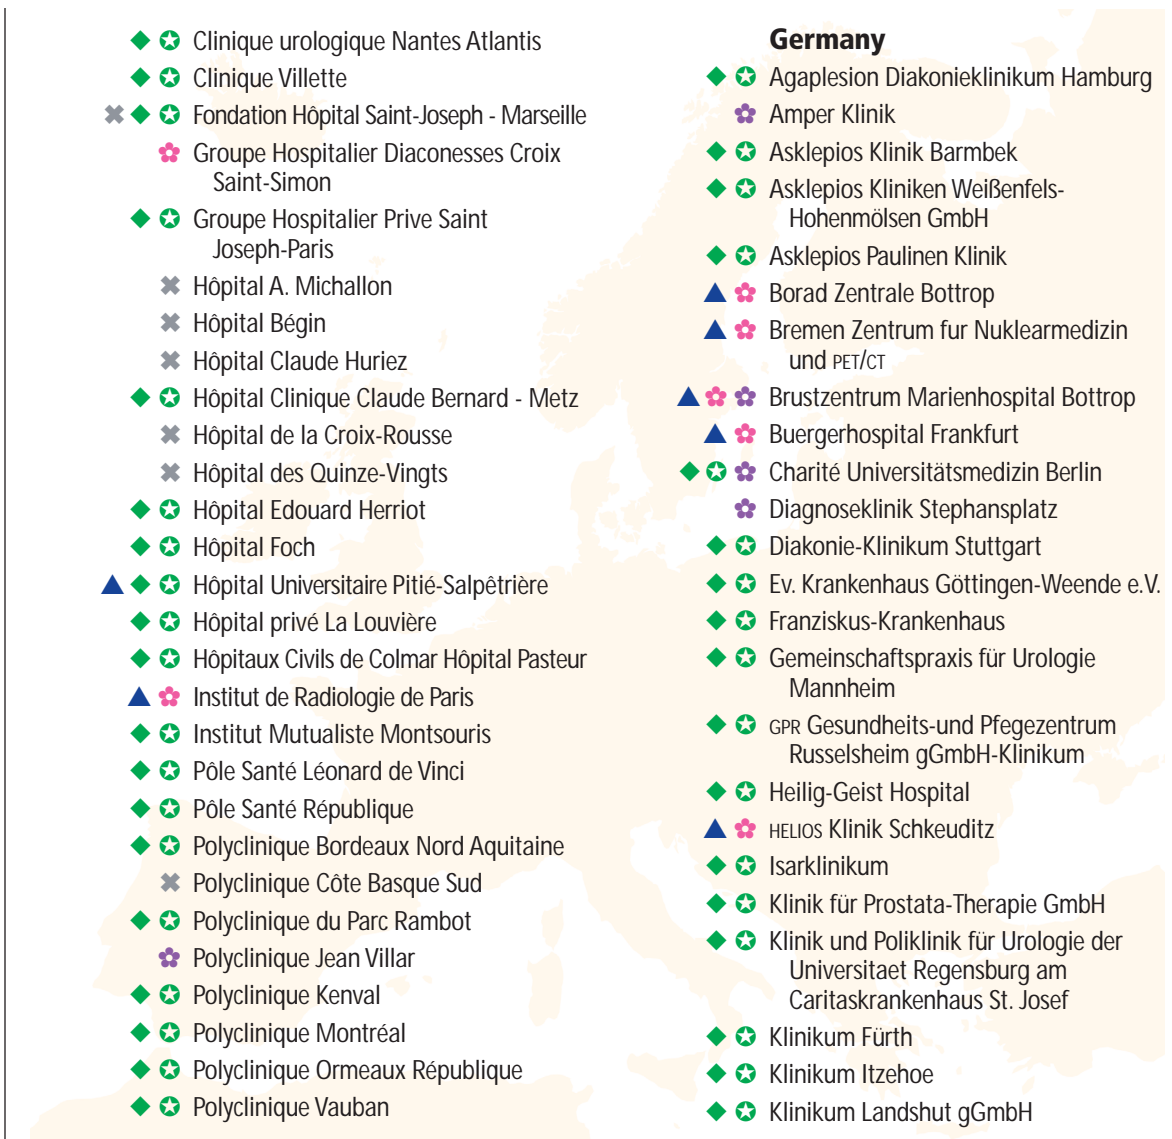 Clinique urologique Nantes Atlantis
Clinique Villette
Fondation Hôpital Saint-Joseph - Marseille
Groupe Hospitalier Diaconesses Croix
Saint-Simon
Groupe Hospitalier Prive Saint
Joseph-Paris
Hôpital A. Michallon
Hôpital Bégin
Hôpital Claude Huriez
Hôpital Clinique Claude Bernard - Metz
Hôpital de la Croix-Rousse
Hôpital des Quinze-Vingts
Hôpital Edouard Herriot
Hôpital Foch
Hôpital Universitaire Pitié-Salpêtrière
Hôpital privé La Louvière
Hôpitaux Civils de Colmar Hôpital Pasteur
Institut de Radiologie de Paris
Institut Mutualiste Montsouris
Pôle Santé Léonard de Vinci
Pôle Santé République
Polyclinique Bordeaux Nord Aquitaine
Polyclinique Côte Basque Sud
Polyclinique du Parc Rambot
Polyclinique Jean Villar
Polyclinique Kenval
Polyclinique Montréal
Polyclinique Ormeaux République
Polyclinique Vauban
Germany
Agaplesion Diakonieklinikum Hamburg
Amper Klinik
Asklepios Klinik Barmbek
Asklepios Kliniken Weißenfels-
Hohenmölsen GmbH
Asklepios Paulinen Klinik
Borad Zentrale Bottrop
Bremen Zentrum fur Nuklearmedizin
und PET/CT
Brustzentrum Marienhospital Bottrop
Buergerhospital Frankfurt
Charité Universitätsmedizin Berlin
Diagnoseklinik Stephansplatz
Diakonie-Klinikum Stuttgart
Ev. Krankenhaus Göttingen-Weende e.V.
Franziskus-Krankenhaus
Gemeinschaftspraxis für Urologie
Mannheim
GPR Gesundheits-und Pfegezentrum
Russelsheim gGmbH-Klinikum
Heilig-Geist Hospital
HELIOS Klinik Schkeuditz
Isarklinikum
Klinik für Prostata-Therapie GmbH
Klinik und Poliklinik für Urologie der
Universitaet Regensburg am
Caritaskrankenhaus St. Josef
Klinikum Fürth
Klinikum Itzehoe
Klinikum Landshut gGmbH